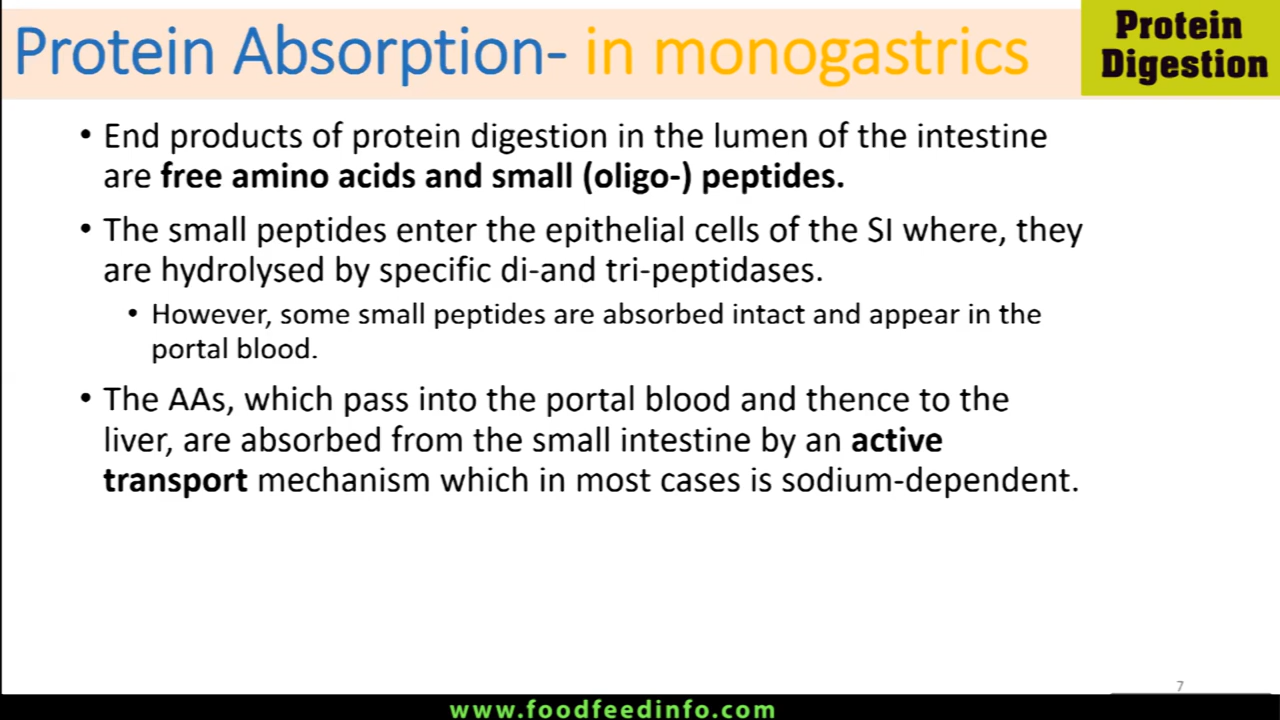 Protein Absorption- in monogastrics
Protein
Digestion
• End products of protein digestion in the lumen of the intestine
are free amino acids and small (oligo-) peptides.
• The small peptides enter the epithelial cells of the SI where, they
are hydrolysed by specific di-and tri-peptidases.
• However, some small peptides are absorbed intact and appear in the
portal blood.
• The AAs, which pass into the portal blood and thence to the
liver, are absorbed from the small intestine by an active
transport mechanism which in most cases is sodium-dependent.
7
www.foodfeedinfo.com